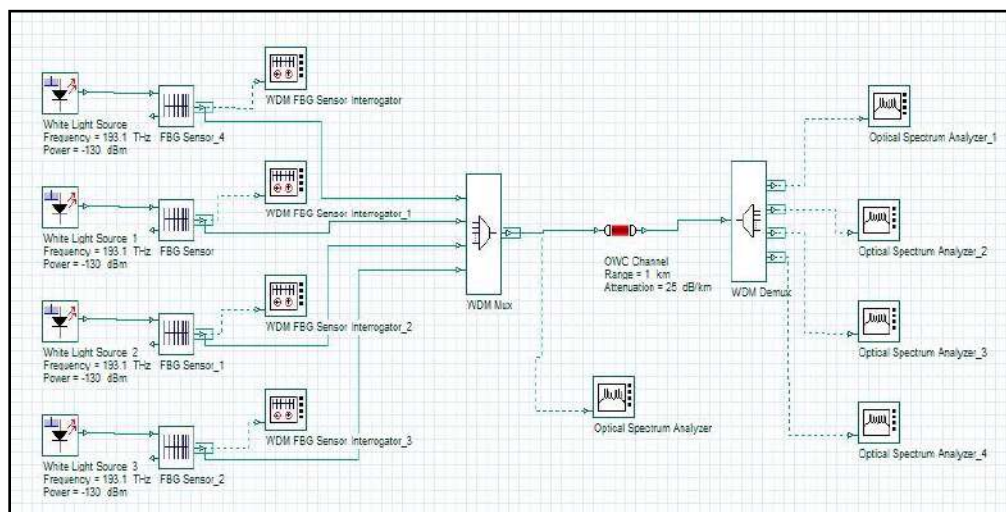 WDM FBG Sensor Interrogator
White Light Source
Frequency = 193.1 THz
Power = -130 dBm
FBG Sensor_4
WDM FBG Sensor Interrogator_1
White Light Source 1
Frequency = 193.1 THz
Power = -130 dBm
FBG Sensor
WDM FBG Sensor Interrogator_2
White Light Source 2
Frequency = 193.1 THz
Power = -130 dBm
FBG Sensor_1
WDM FBG Sensor Interrogator_3
White Light Source 3
Frequency = 193.1 THz
Power = -130 dBm
FBG Sensor_2
WDM Mux
OWC Channel
Range = 1 km
Attenuation = 25 dB/km
WDM Demux
Optical Spectrum Analyzer
Optical Spectrum Analyzer_1
Optical Spectrum Analyzer_2
Optical Spectrum Analyzer_3
Optical Spectrum Analyzer_4